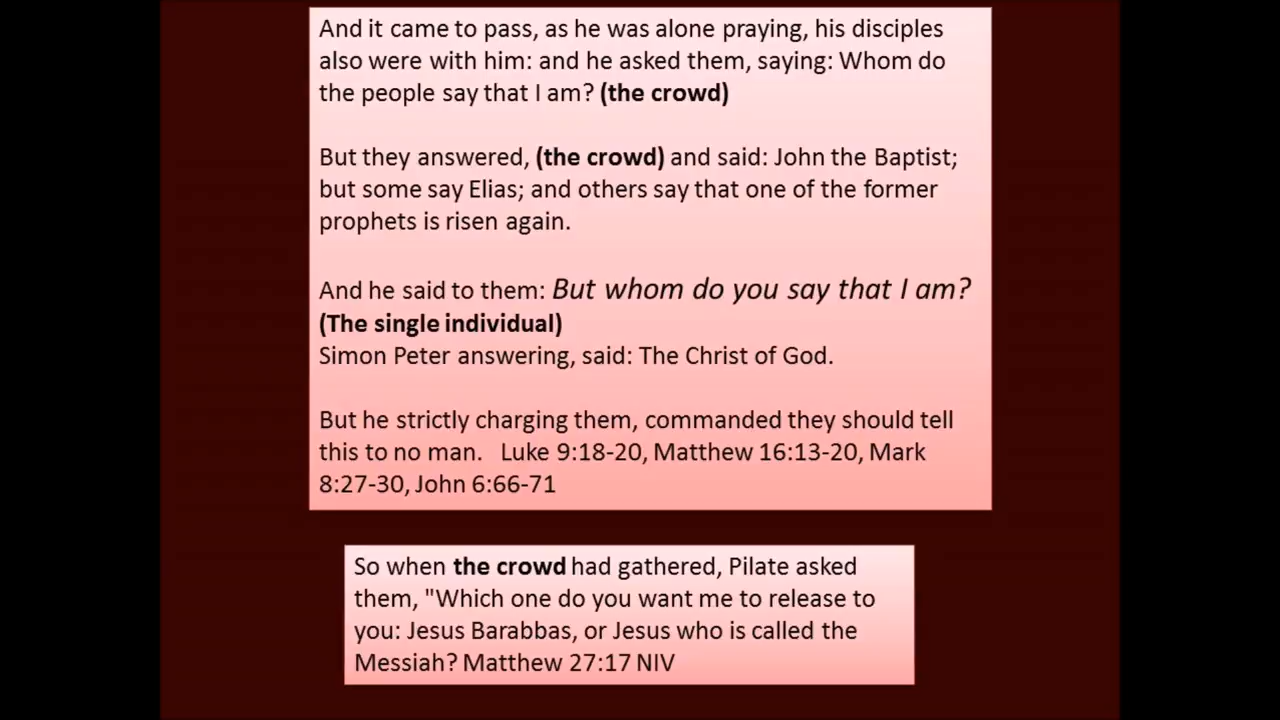 And it came to pass, as he was alone praying, his disciples
also were with him: and he asked them, saying: Whom do
the people say that I am? (the crowd)
But they answered, (the crowd) and said: John the Baptist;
but some say Elias; and others say that one of the former
prophets is risen again.
And he said to them: But whom do you say that I am?
(The single individual)
Simon Peter answering, said: The Christ of God.
But he strictly charging them, commanded they should tell
this to no man. Luke 9:18-20, Matthew 16:13-20, Mark
8:27-30, John 6:66-71
So when the crowd had gathered, Pilate asked
them, "Which one do you want me to release to
you: Jesus Barabbas, or Jesus who is called the
Messiah? Matthew 27:17 NIV